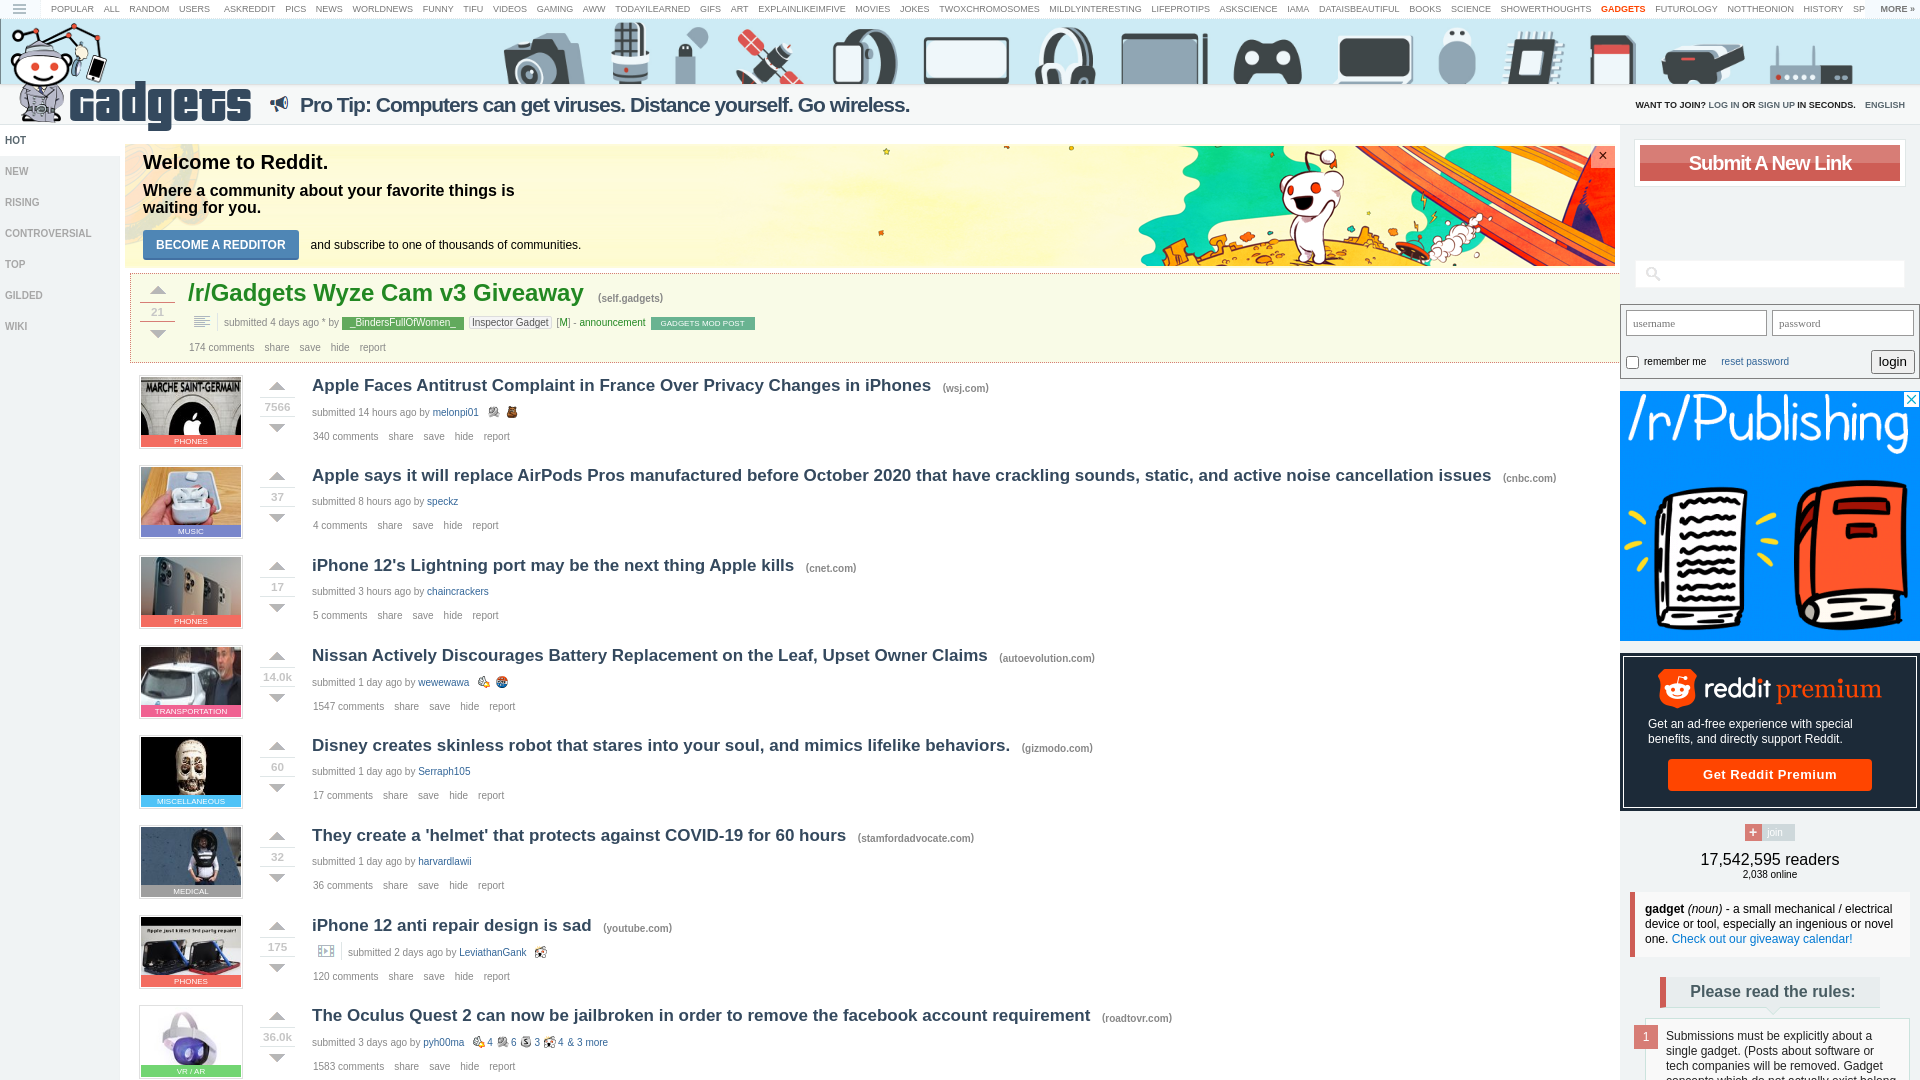 POPULAR ALL RANDOM USERS ASKREDDIT PICS NEWS WORLDNEWS FUNNY TIFU VIDEOS GAMING AWW TODAYILEARNED GIFS ART EXPLAINLIKEIMFIVE MOVIES JOKES TWOXCHROMOSOMES MILDLYINTERESTING LIFEPROTIPS ASKSCIENCE IAMA DATAISBEAUTIFUL BOOKS SCIENCE SHOWERTHOUGHTS GADGETS FUTUROLOGY NOTTHEONION HISTORY SP MORE »
Gadgets
Pro Tip: Computers can get viruses. Distance yourself. Go wireless.
WANT TO JOIN? LOG IN OR SIGN UP IN SECONDS. ENGLISH
HOT
NEW
RISING
CONTROVERSIAL
TOP
GILDED
WIKI
Welcome to Reddit.
Where a community about your favorite things is
waiting for you.
BECOME A REDDITOR and subscribe to one of thousands of communities.
×
/r/Gadgets Wyze Cam v3 Giveaway (self.gadgets)
21
submitted 4 days ago * by _BindersFullOfWomen_ Inspector Gadget [M] - announcement GADGETS MOD POST
174 comments share save hide report
MARCHE SAINT-GERMAIN
PHONES
7566
Apple Faces Antitrust Complaint in France Over Privacy Changes in iPhones (wsj.com)
submitted 14 hours ago by melonpi01
340 comments share save hide report
MUSIC
37
Apple says it will replace AirPods Pros manufactured before October 2020 that have crackling sounds, static, and active noise cancellation issues (cnbc.com)
submitted 8 hours ago by speckz
4 comments share save hide report
PHONES
17
iPhone 12's Lightning port may be the next thing Apple kills (cnet.com)
submitted 3 hours ago by chaincrackers
5 comments share save hide report
TRANSPORTATION
14.0k
Nissan Actively Discourages Battery Replacement on the Leaf, Upset Owner Claims (autoevolution.com)
submitted 1 day ago by wewewawa
1547 comments share save hide report
MISCELLANEOUS
60
Disney creates skinless robot that stares into your soul, and mimics lifelike behaviors. (gizmodo.com)
submitted 1 day ago by Serraph105
17 comments share save hide report
MEDICAL
32
They create a 'helmet' that protects against COVID-19 for 60 hours (stamfordadvocate.com)
submitted 1 day ago by harvardlawii
36 comments share save hide report
Apple just killed 3rd party repair!
PHONES
175
iPhone 12 anti repair design is sad (youtube.com)
submitted 2 days ago by LeviathanGank
120 comments share save hide report
VR / AR
36.0k
The Oculus Quest 2 can now be jailbroken in order to remove the facebook account requirement (roadtovr.com)
submitted 3 days ago by pyh00ma 4 6 3 4 & 3 more
1583 comments share save hide report
Submit A New Link
username password
remember me reset password login
/r/Publishing
reddit premium
Get an ad-free experience with special
benefits, and directly support Reddit.
Get Reddit Premium
+ join
17,542,595 readers
2,038 online
gadget (noun) - a small mechanical / electrical
device or tool, especially an ingenious or novel
one. Check out our giveaway calendar!
Please read the rules:
1 Submissions must be explicitly about a
single gadget. (Posts about software or
tech companies will be removed. Gadget
concepts which do not actually exist belong